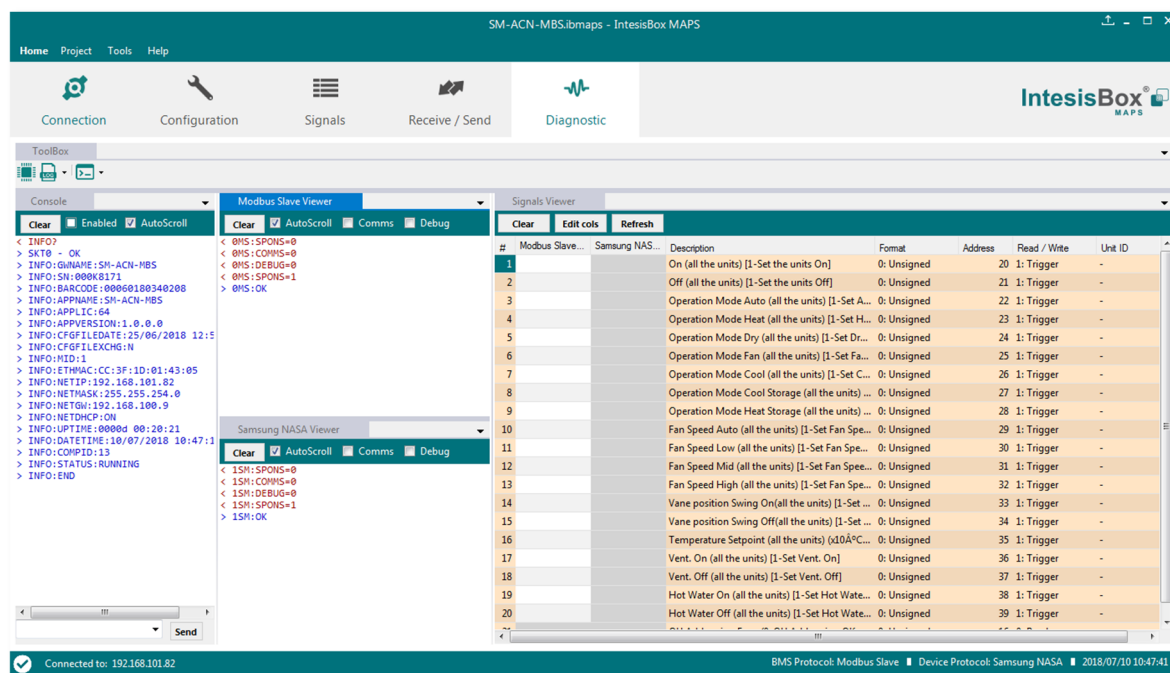 SM-ACN-MBS.ibmaps - IntesisBox MAPS
Home Project Tools Help
Connection Configuration Signals Receive / Send Diagnostic
IntesisBox®
MAPS
ToolBox
LOG
Console
Clear Enabled AutoScroll
< INFO?
> SKT0 - OK
> INFO:GWNAME:SM-ACN-MBS
> INFO:SN:000K8171
> INFO:BARCODE:00060180340208
> INFO:APPNAME:SM-ACN-MBS
> INFO:APPLIC:64
> INFO:APPVERSION:1.0.0.0
> INFO:CFGFILEDATE:25/06/2018 12:5
> INFO:CFGFILEXCHG:N
> INFO:MID:1
> INFO:ETHMAC:CC:3F:1D:01:43:05
> INFO:NETIP:192.168.101.82
> INFO:NETMASK:255.255.254.0
> INFO:NETGW:192.168.100.9
> INFO:NETDHCP:ON
> INFO:UPTIME:0000d 00:20:21
> INFO:DATETIME:10/07/2018 10:47:1
> INFO:COMPID:13
> INFO:STATUS:RUNNING
> INFO:END
Send
Modbus Slave Viewer
Clear AutoScroll Comms Debug
< 0MS:SPONS=0
< 0MS:COMMS=0
< 0MS:DEBUG=0
< 0MS:SPONS=1
> 0MS:OK
Samsung NASA Viewer
Clear AutoScroll Comms Debug
< 1SM:SPONS=0
< 1SM:COMMS=0
< 1SM:DEBUG=0
< 1SM:SPONS=1
> 1SM:OK
Signals Viewer
Clear Edit cols Refresh
# Modbus Slave... Samsung NAS... Description Format Address Read / Write Unit ID
1 On (all the units) [1-Set the units On] 0: Unsigned 20 1: Trigger -
2 Off (all the units) [1-Set the units Off] 0: Unsigned 21 1: Trigger -
3 Operation Mode Auto (all the units) [1-Set A... 0: Unsigned 22 1: Trigger -
4 Operation Mode Heat (all the units) [1-Set H... 0: Unsigned 23 1: Trigger -
5 Operation Mode Dry (all the units) [1-Set Dr... 0: Unsigned 24 1: Trigger -
6 Operation Mode Fan (all the units) [1-Set Fa... 0: Unsigned 25 1: Trigger -
7 Operation Mode Cool (all the units) [1-Set C... 0: Unsigned 26 1: Trigger -
8 Operation Mode Cool Storage (all the units) ... 0: Unsigned 27 1: Trigger -
9 Operation Mode Heat Storage (all the units) ... 0: Unsigned 28 1: Trigger -
10 Fan Speed Auto (all the units) [1-Set Fan Spe... 0: Unsigned 29 1: Trigger -
11 Fan Speed Low (all the units) [1-Set Fan Spe... 0: Unsigned 30 1: Trigger -
12 Fan Speed Mid (all the units) [1-Set Fan Spee... 0: Unsigned 31 1: Trigger -
13 Fan Speed High (all the units) [1-Set Fan Spe... 0: Unsigned 32 1: Trigger -
14 Vane position Swing On(all the units) [1-Set ... 0: Unsigned 33 1: Trigger -
15 Vane position Swing Off(all the units) [1-Set ... 0: Unsigned 34 1: Trigger -
16 Temperature Setpoint (all the units) (x10ÂºC... 0: Unsigned 35 1: Trigger -
17 Vent. On (all the units) [1-Set Vent. On] 0: Unsigned 36 1: Trigger -
18 Vent. Off (all the units) [1-Set Vent. Off] 0: Unsigned 37 1: Trigger -
19 Hot Water On (all the units) [1-Set Hot Wate... 0: Unsigned 38 1: Trigger -
20 Hot Water Off (all the units) [1-Set Hot Wate... 0: Unsigned 39 1: Trigger -
Connected to: 192.168.101.82
BMS Protocol: Modbus Slave Device Protocol: Samsung NASA 2018/07/10 10:47:41